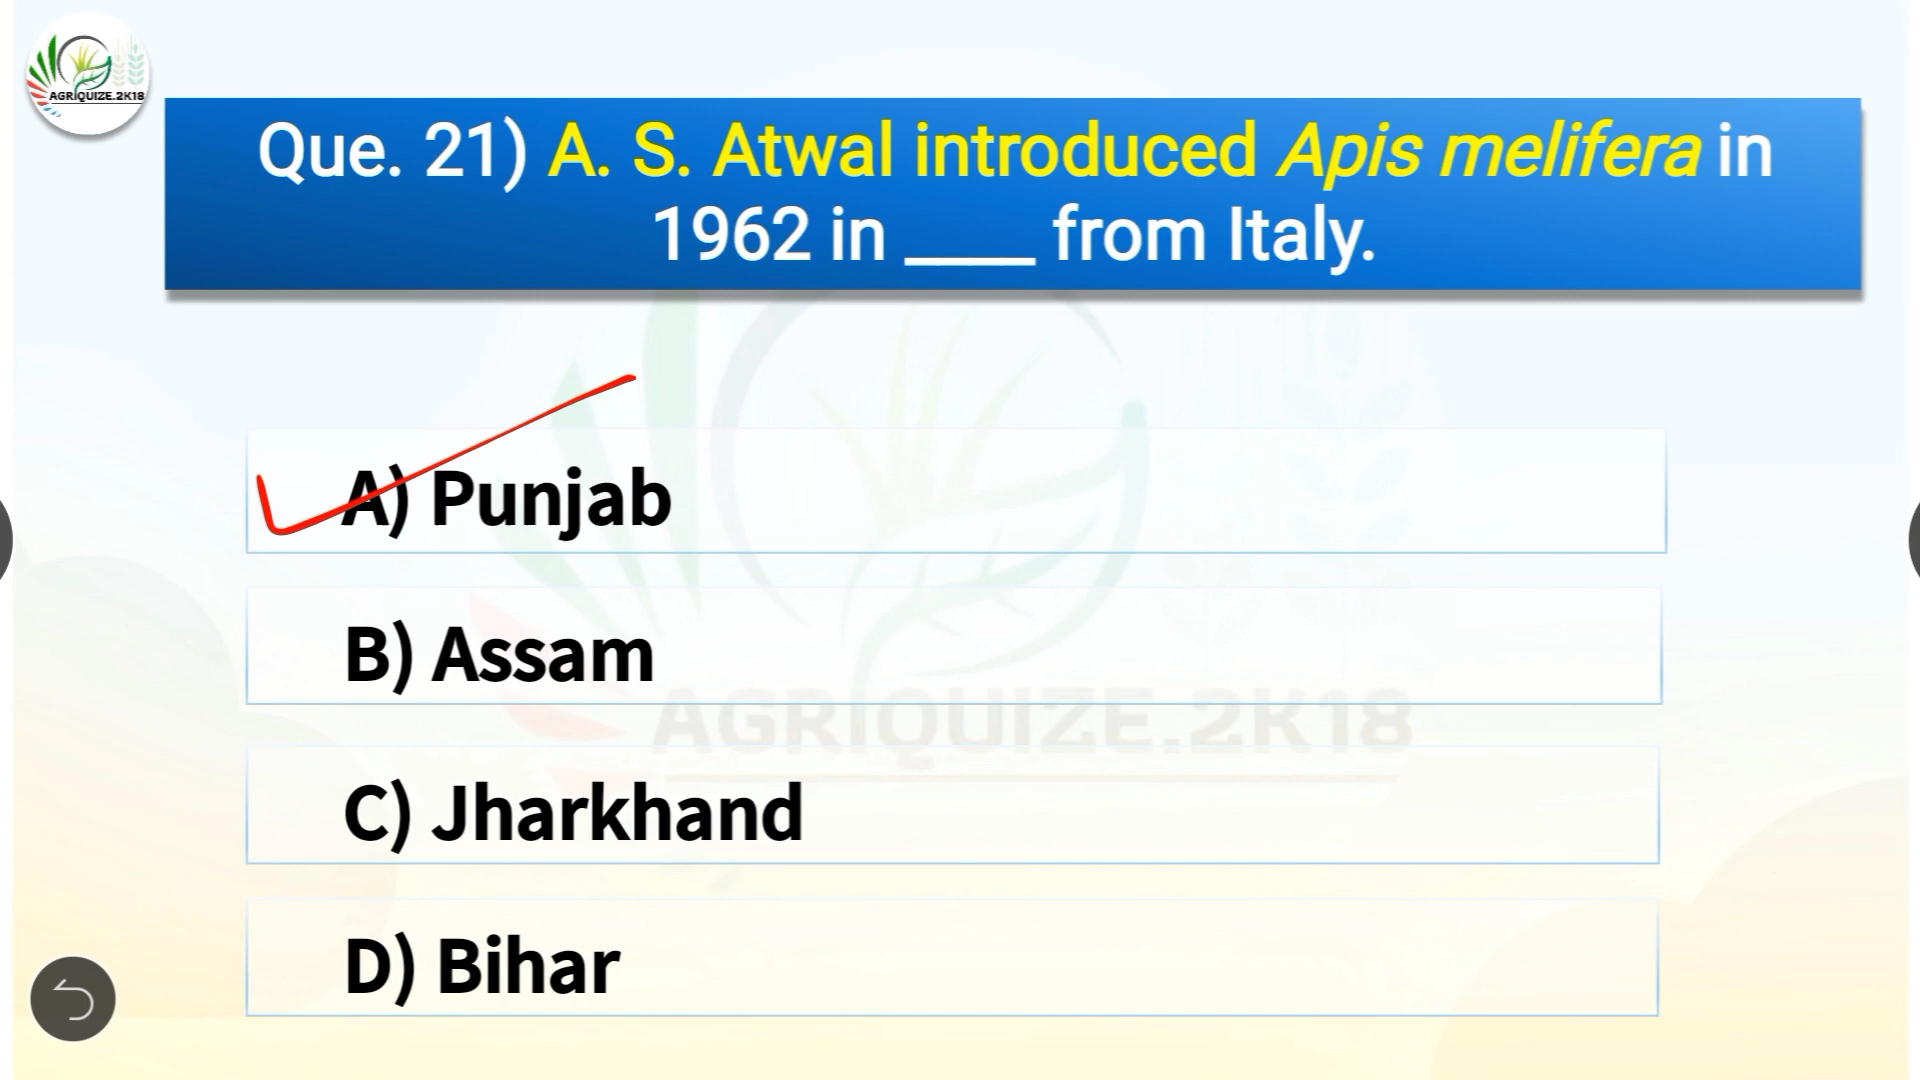 AGRIQUIZE.2K18
Que. 21) A. S. Atwal introduced Apis melifera in
1962 in ____ from Italy.
A) Punjab
B) Assam
AGRIQUIZE.2K18
C) Jharkhand
D) Bihar